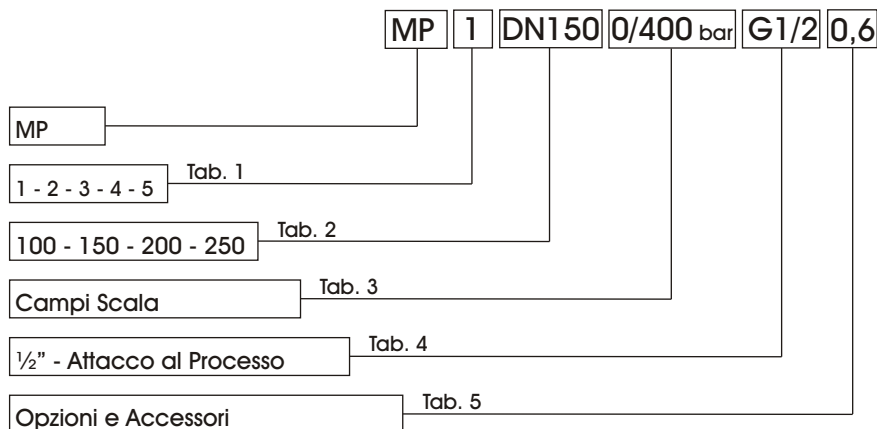 MP 1 DN150 0/400 bar G1/2 0,6
MP
1 - 2 - 3 - 4 - 5 Tab. 1
100 - 150 - 200 - 250 Tab. 2
Campi Scala Tab. 3
½” - Attacco al Processo Tab. 4
Opzioni e Accessori Tab. 5